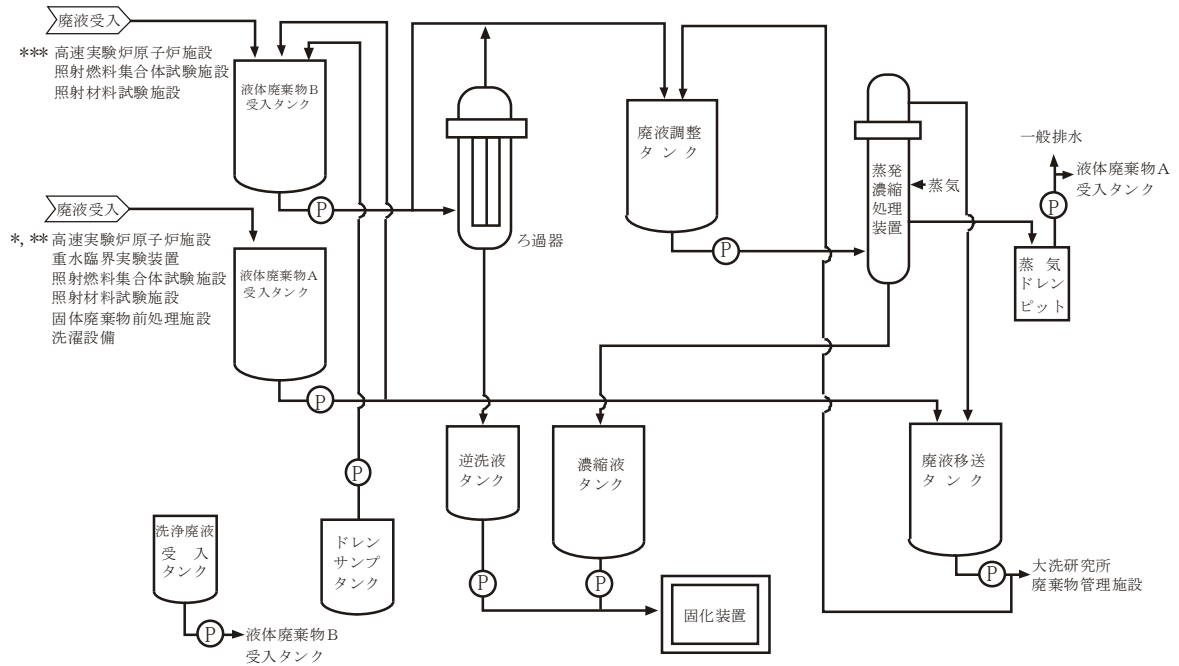 廃液受入
*** 高速実験炉原子炉施設
照射燃料集合体試験施設
照射材料試験施設
液体廃棄物B
受入タンク
P
廃液受入
*, ** 高速実験炉原子炉施設
重水臨界実験装置
照射燃料集合体試験施設
照射材料試験施設
固体廃棄物前処理施設
洗濯設備
液体廃棄物A
受入タンク
P
ろ過器
廃液調整
タンク
P
蒸発
濃縮
処理
装置
蒸気
一般排水
液体廃棄物A
受入タンク
P
蒸気
ドレン
ピット
逆洗液
タンク
P
濃縮液
タンク
P
廃液移送
タンク
P
大洗研究所
廃棄物管理施設
P
ドレン
サンプ
タンク
洗浄廃液
受入
タンク
P
液体廃棄物B
受入タンク
固化装置